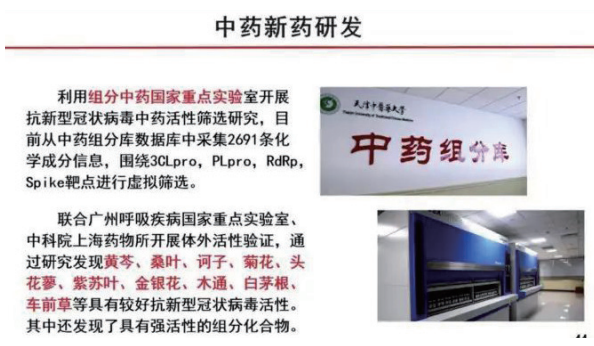 中药新药研发
利用组分中药国家重点实验室开展
抗新型冠状病毒中药活性筛选研究，目
前从中药组分库数据库中采集2691条化
学成分信息，围绕3CLpro，PLpro，RdRp，
Spike靶点进行虚拟筛选。
天津中医药大学
中药组分库
联合广州呼吸疾病国家重点实验室、
中科院上海药物所开展体外活性验证，通
过研究发现黄芩、桑叶、诃子、菊花、头
花蓼、紫苏叶、金银花、木通、白茅根、
车前草等具有较好抗新型冠状病毒活性。
其中还发现了具有强活性的组分化合物。